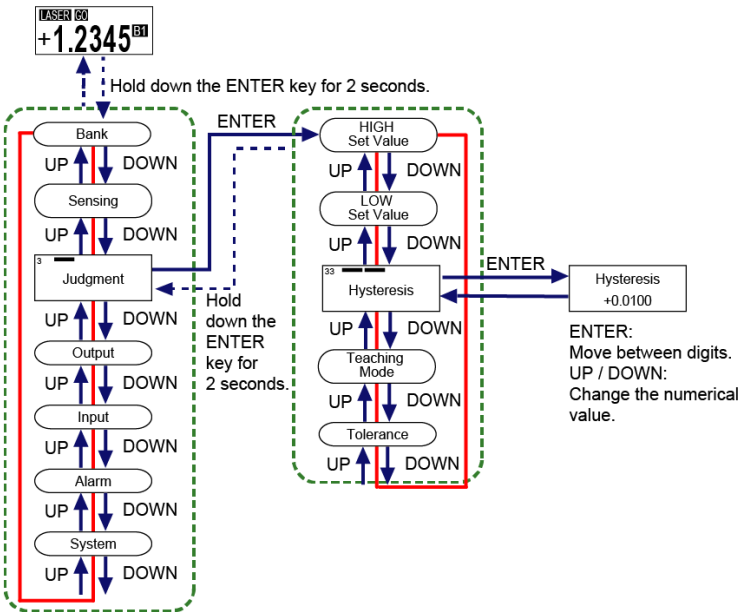 LASER GO
+1.2345 B1
Hold down the ENTER key for 2 seconds.
Bank
UP DOWN
Sensing
UP DOWN
3
Judgment
UP DOWN
Output
UP DOWN
Input
UP DOWN
Alarm
UP DOWN
System
UP DOWN
ENTER
Hold
down the
ENTER
key for
2 seconds.
HIGH
Set Value
UP DOWN
LOW
Set Value
UP DOWN
33
Hysteresis
UP DOWN
Teaching
Mode
UP DOWN
Tolerance
UP DOWN
ENTER
Hysteresis
+0.0100
ENTER:
Move between digits.
UP / DOWN:
Change the numerical
value.